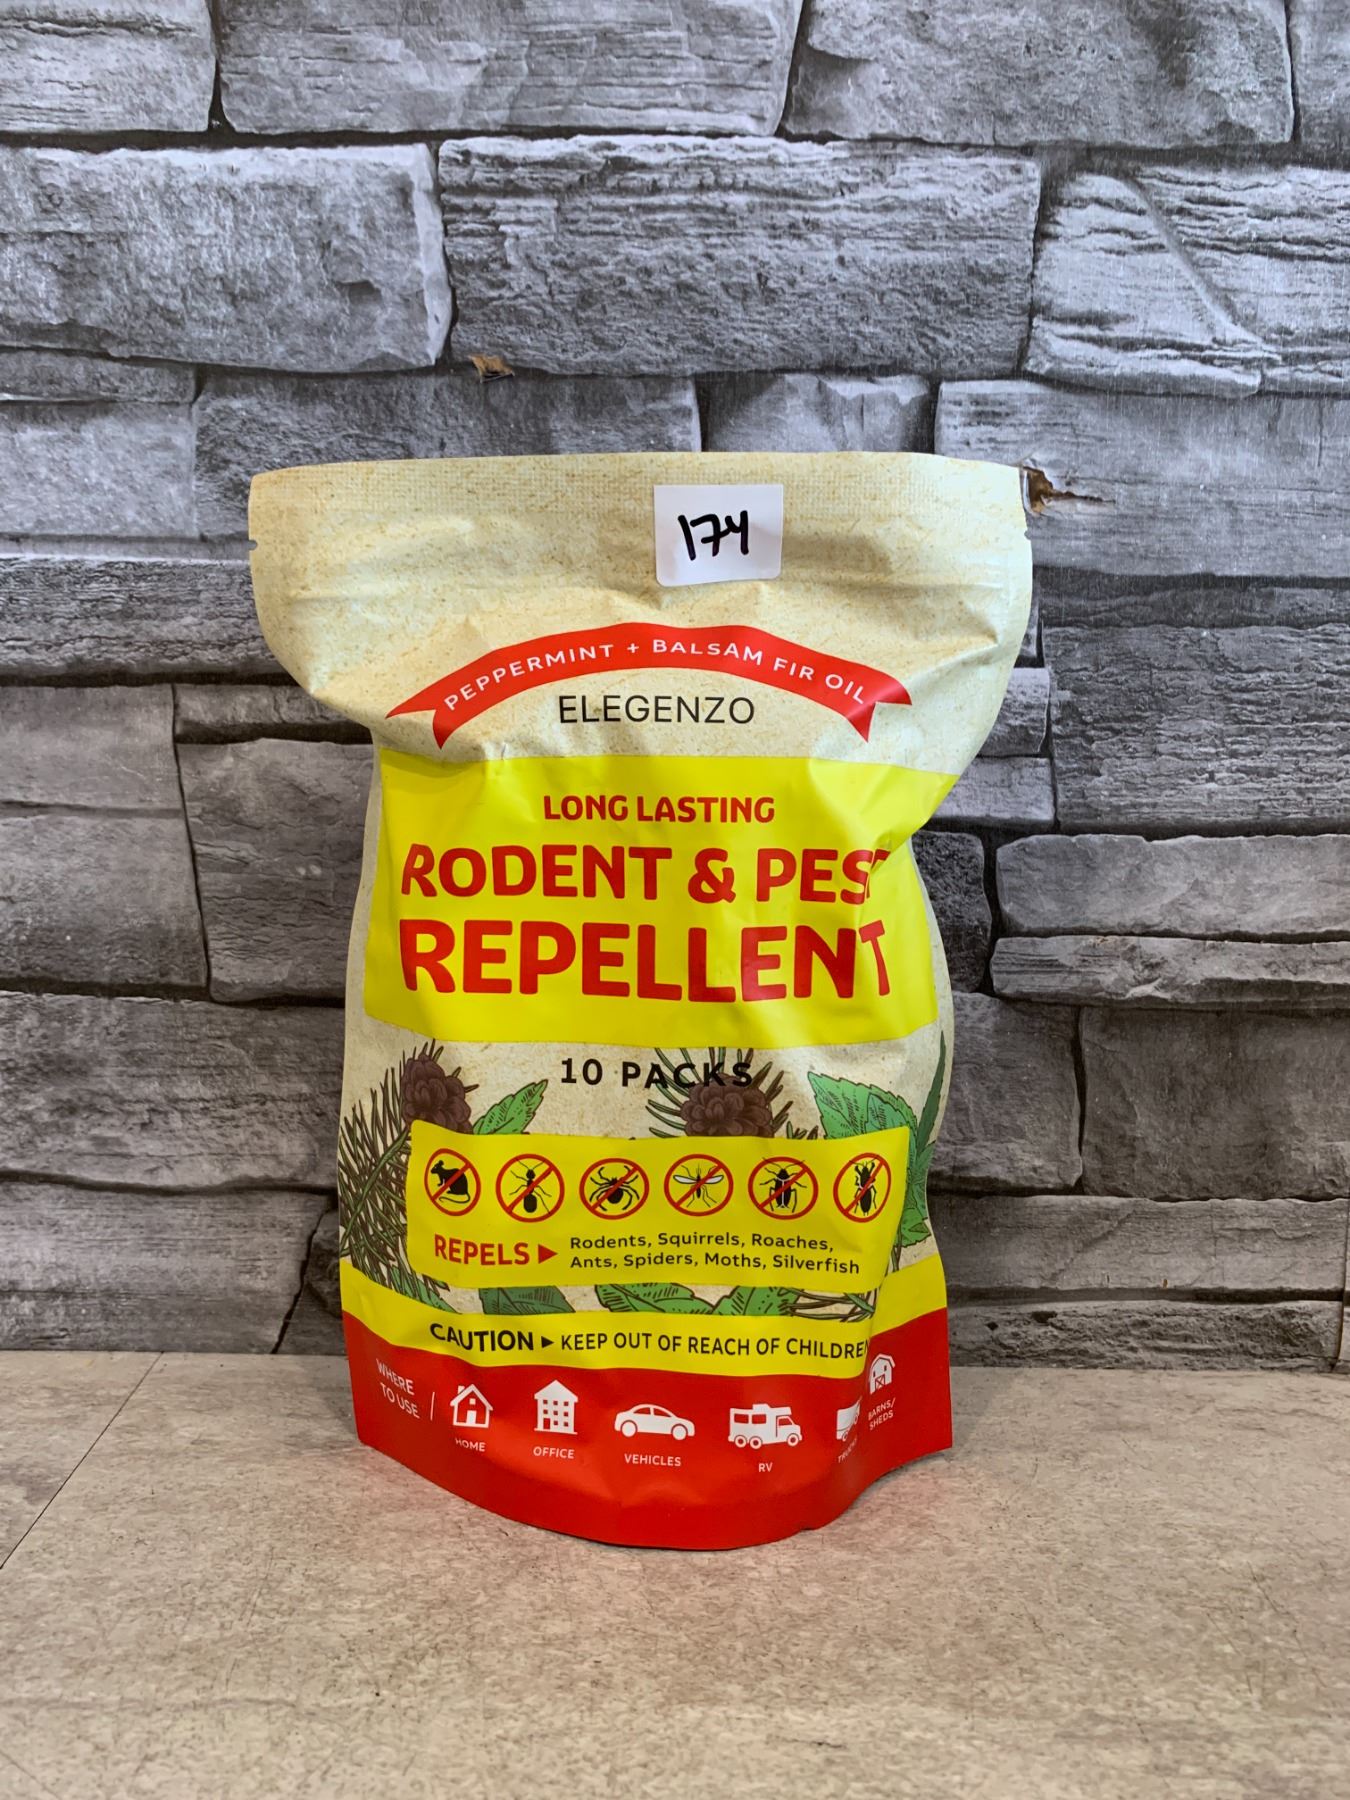 174
PEPPERMINT + BALSAM FIR OIL
ELEGENZO
LONG LASTING
RODENT & PEST
REPELLENT
10 PACKS
REPELS ▶ Rodents, Squirrels, Roaches,
Ants, Spiders, Moths, Silverfish
CAUTION ▶ KEEP OUT OF REACH OF CHILDREN
WHERE
TO USE
HOME
OFFICE
VEHICLES
RV
BARNS/
SHEDS